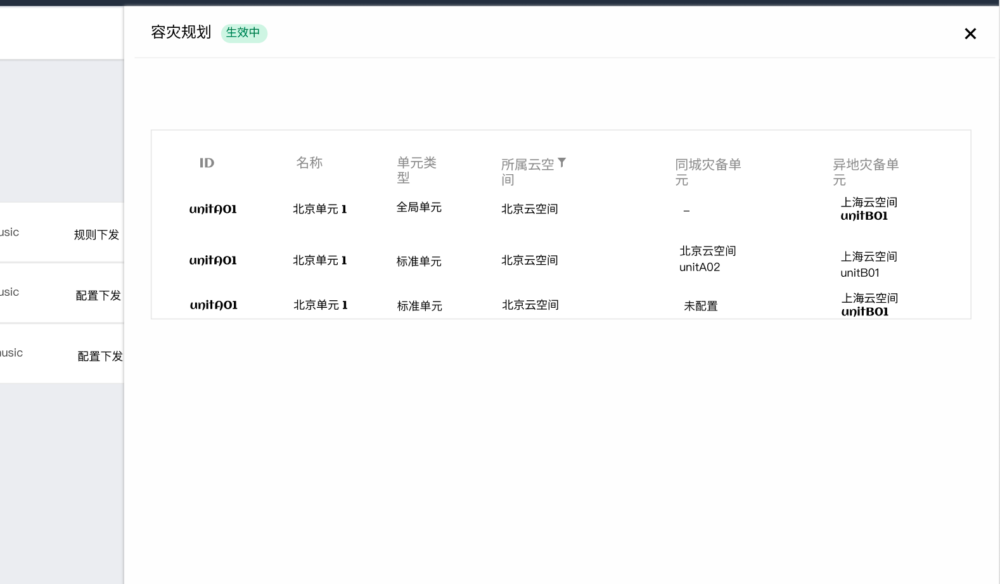 容灾规划 生效中
ID 名称 单元类型 所属云空间 同城灾备单元 异地灾备单元
unitA01 北京单元 1 全局单元 北京云空间 – 上海云空间
unitB01
unitA01 北京单元 1 标准单元 北京云空间 北京云空间
unitA02
上海云空间
unitB01
unitA01 北京单元 1 标准单元 北京云空间 未配置 上海云空间
unitB01
usic 规则下发
usic 配置下发
usic 配置下发